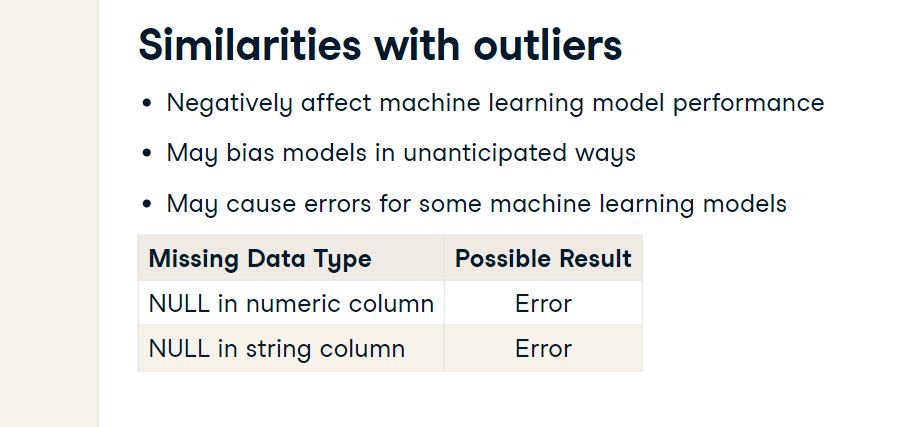 Similarities with outliers
• Negatively affect machine learning model performance
• May bias models in unanticipated ways
• May cause errors for some machine learning models
Missing Data Type Possible Result
NULL in numeric column Error
NULL in string column Error